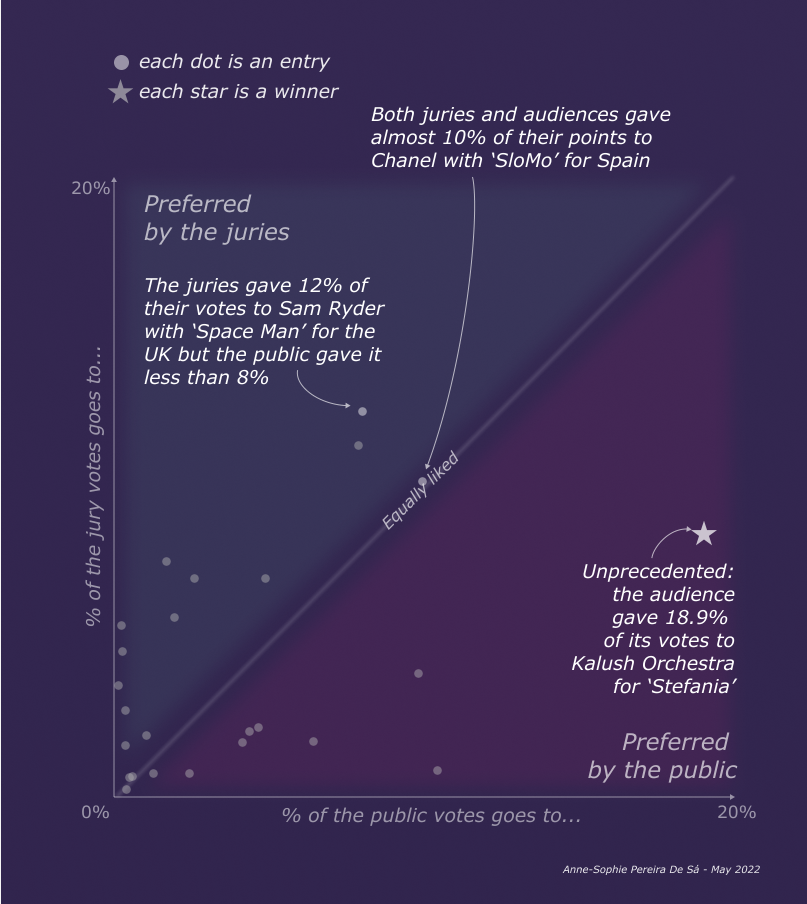 each dot is an entry
each star is a winner
Both juries and audiences gave
almost 10% of their points to
Chanel with ‘SloMo’ for Spain
20%
Preferred
by the juries
The juries gave 12% of
their votes to Sam Ryder
with ‘Space Man’ for the
UK but the public gave it
less than 8%
% of the jury votes goes to...
Equally liked
Unprecedented:
the audience
gave 18.9%
of its votes to
Kalush Orchestra
for ‘Stefania’
Preferred
by the public
0%
% of the public votes goes to...
20%
Anne-Sophie Pereira De Sá - May 2022